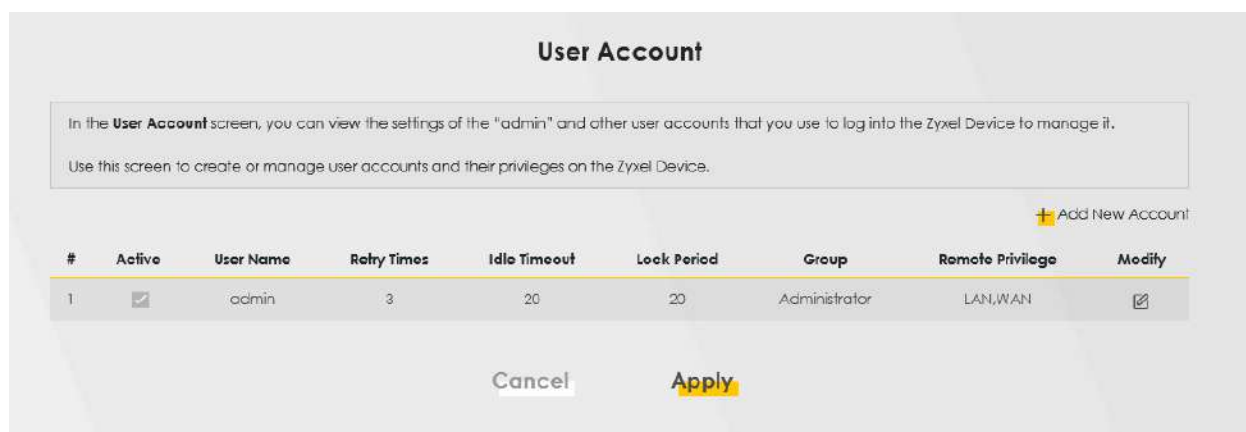 User Account
In the User Account screen, you can view the settings of the "admin" and other user accounts that you use to log into the Zyxel Device to manage it.
Use this screen to create or manage user accounts and their privileges on the Zyxel Device.
+ Add New Account
# Active User Name Retry Times Idle Timeout Lock Period Group Remote Privilege Modify
1 admin 3 20 20 Administrator LAN,WAN
Cancel Apply